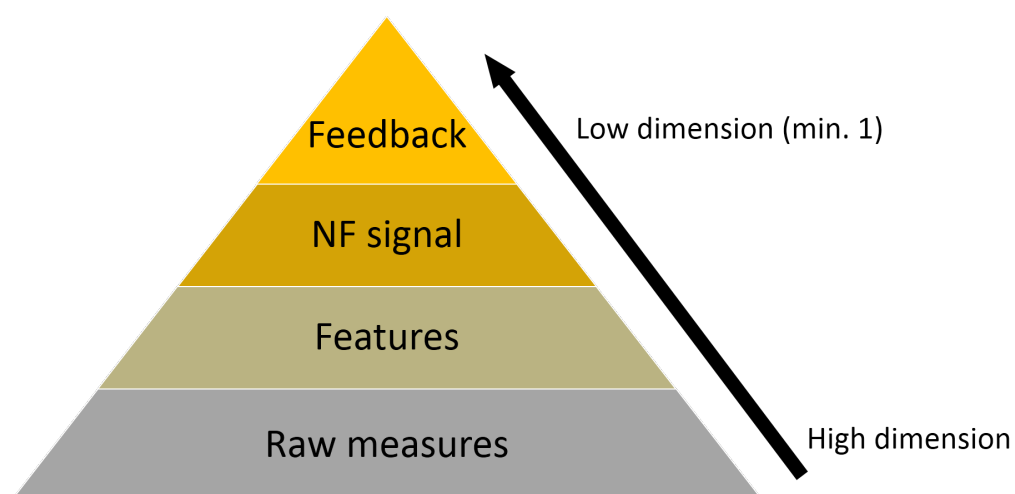 Feedback
Low dimension (min. 1)
NF signal
Features
Raw measures
High dimension